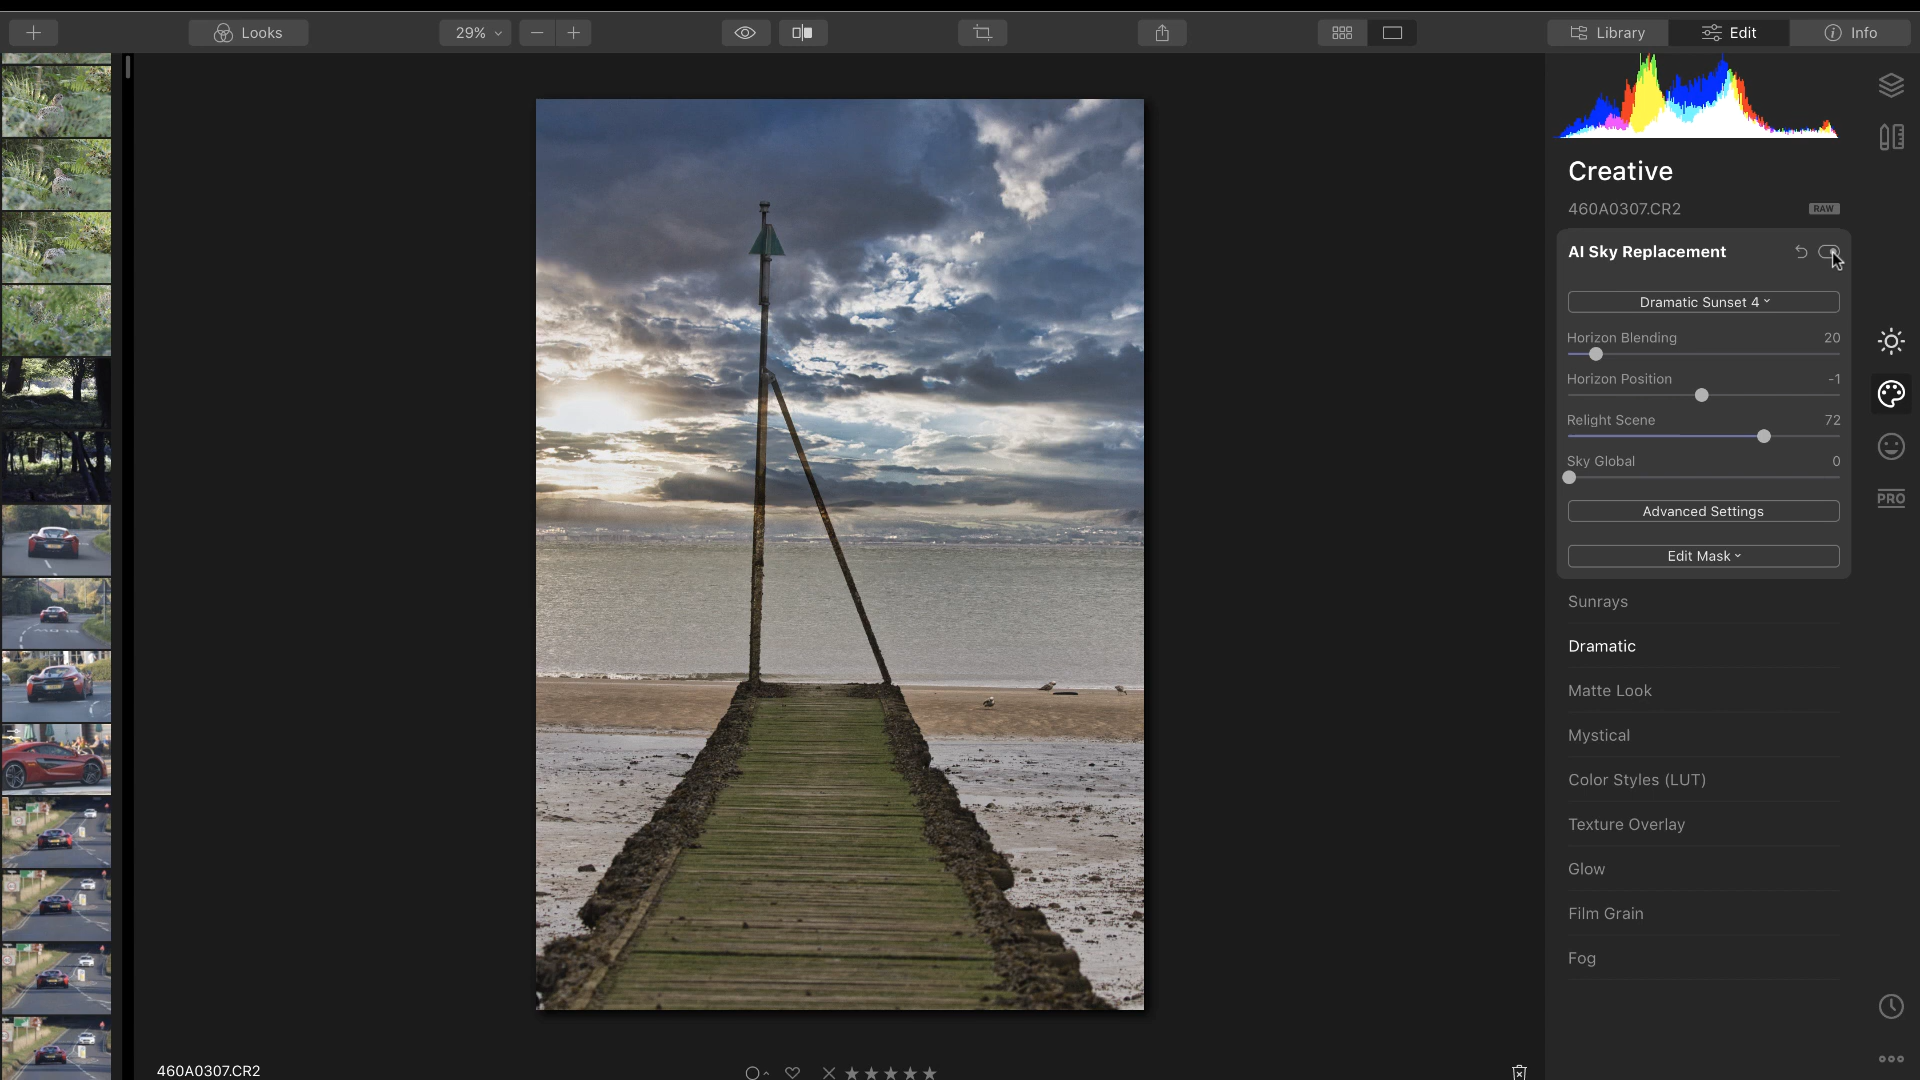 Looks
29%
Library
Edit
Info
Creative
460A0307.CR2
RAW
AI Sky Replacement
Dramatic Sunset 4
Horizon Blending 20
Horizon Position -1
Relight Scene 72
Sky Global 0
Advanced Settings
Edit Mask
PRO
Sunrays
Dramatic
Matte Look
Mystical
Color Styles (LUT)
Texture Overlay
Glow
Film Grain
Fog
460A0307.CR2